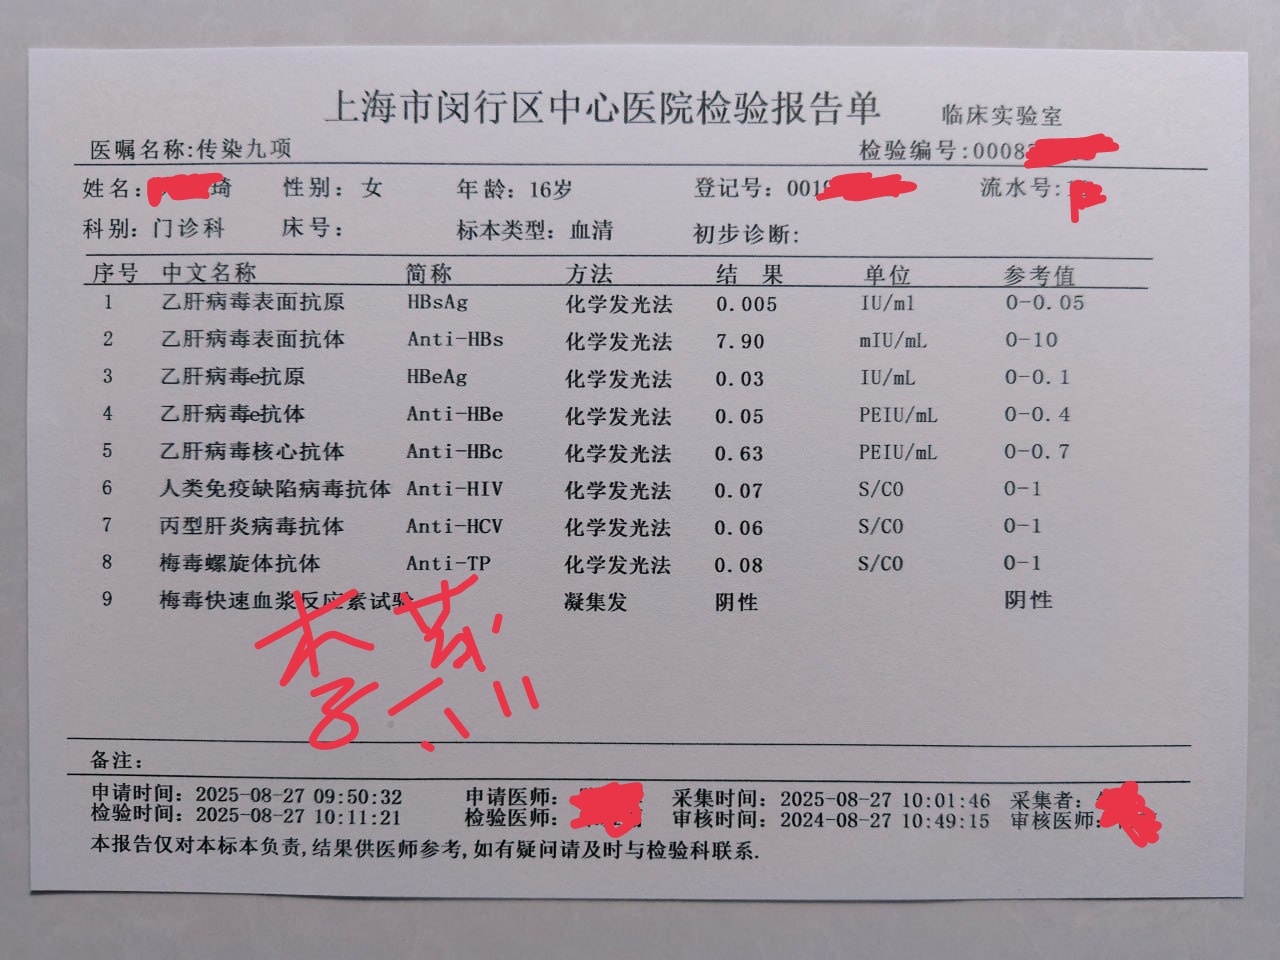 上海市闵行区中心医院检验报告单 临床实验室
医嘱名称:传染九项 检验编号:0008
姓名: 琦 性别: 女 年龄: 16岁 登记号: 001 流水号:
科别: 门诊科 床号: 标本类型: 血清 初步诊断:
序号 中文名称 简称 方法 结 果 单位 参考值
1 乙肝病毒表面抗原 HBsAg 化学发光法 0.005 IU/ml 0-0.05
2 乙肝病毒表面抗体 Anti-HBs 化学发光法 7.90 mIU/mL 0-10
3 乙肝病毒e抗原 HBeAg 化学发光法 0.03 IU/mL 0-0.1
4 乙肝病毒e抗体 Anti-HBe 化学发光法 0.05 PEIU/mL 0-0.4
5 乙肝病毒核心抗体 Anti-HBc 化学发光法 0.63 PEIU/mL 0-0.7
6 人类免疫缺陷病毒抗体 Anti-HIV 化学发光法 0.07 S/CO 0-1
7 丙型肝炎病毒抗体 Anti-HCV 化学发光法 0.06 S/CO 0-1
8 梅毒螺旋体抗体 Anti-TP 化学发光法 0.08 S/CO 0-1
9 梅毒快速血浆反应素试验 凝集发 阴性 阴性
李
备注:
申请时间: 2025-08-27 09:50:32 申请医师: 采集时间: 2025-08-27 10:01:46 采集者:
检验时间: 2025-08-27 10:11:21 检验医师: 审核时间: 2024-08-27 10:49:15 审核医师:
本报告仅对本标本负责,结果供医师参考,如有疑问请及时与检验科联系.